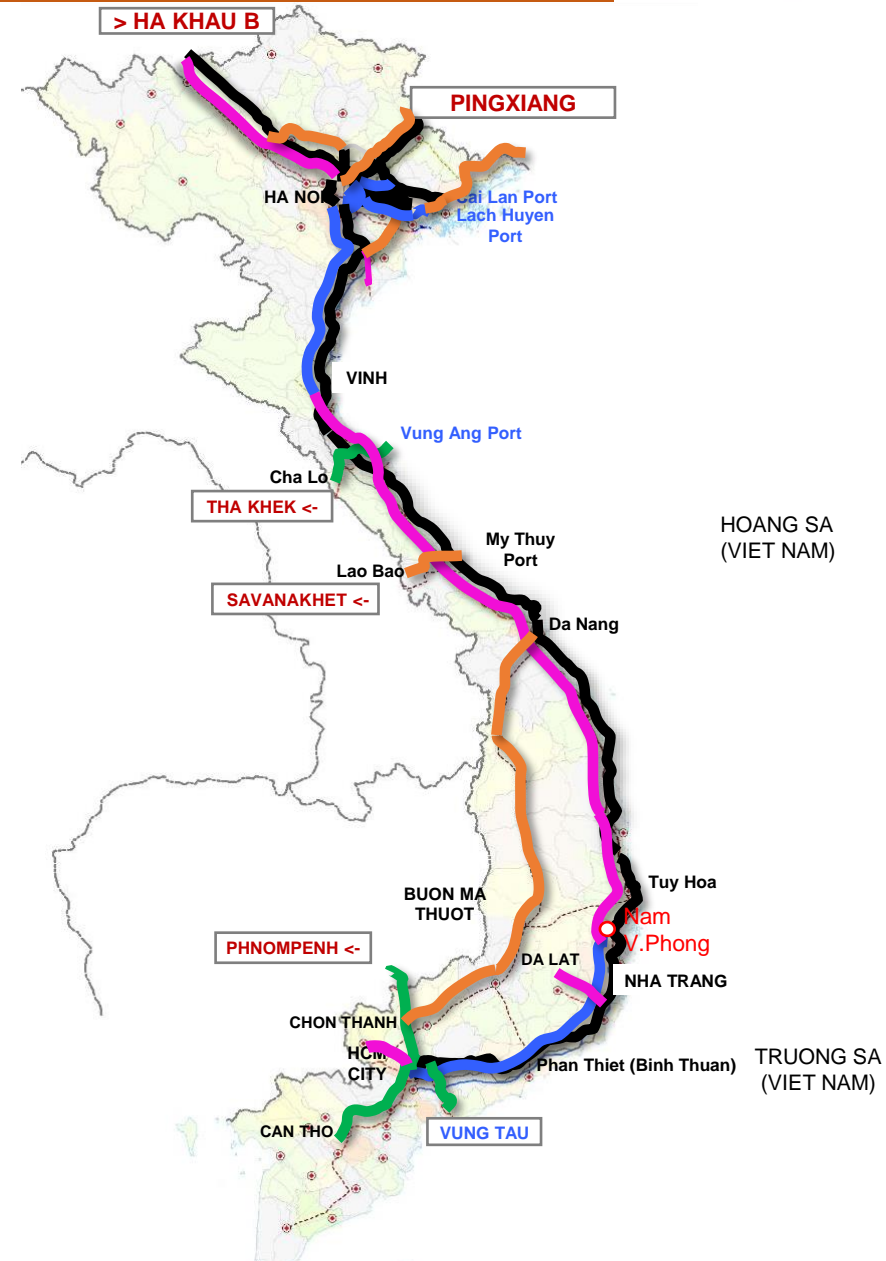 > HA KHAU B
PINGXIANG
HA NOI
Cai Lan Port
Lach Huyen
Port
VINH
Vung Ang Port
Cha Lo
THA KHEK <-
HOANG SA
(VIET NAM)
My Thuy
Port
Lao Bao
SAVANAKHET <-
Da Nang
Tuy Hoa
BUON MA
THUOT
Nam
V.Phong
PHNOMPENH <-
DA LAT
NHA TRANG
CHON THANH
HCM
CITY
Phan Thiet (Binh Thuan)
TRUONG SA
(VIET NAM)
CAN THO
VUNG TAU